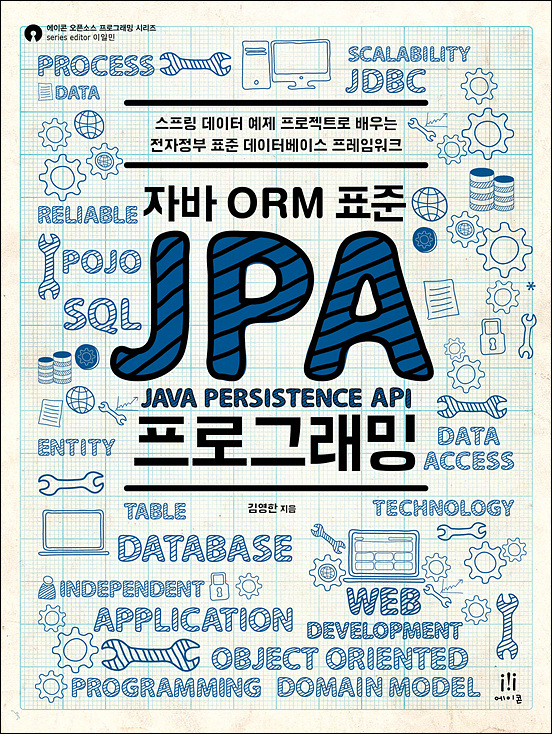 에이콘 오픈소스 프로그래밍 시리즈
series editor 이일민
PROCESS
SCALABILITY
JDBC
DATA
스프링 데이터 예제 프로젝트로 배우는
전자정부 표준 데이터베이스 프레임워크
자바 ORM 표준
RELIABLE
JPA
POJO
SQL
JAVA PERSISTENCE API
프로그래밍
ENTITY
DATA
ACCESS
TABLE
김영한 지음
TECHNOLOGY
DATABASE
INDEPENDENT
WEB
APPLICATION
DEVELOPMENT
OBJECT ORIENTED
PROGRAMMING DOMAIN MODEL
에이콘